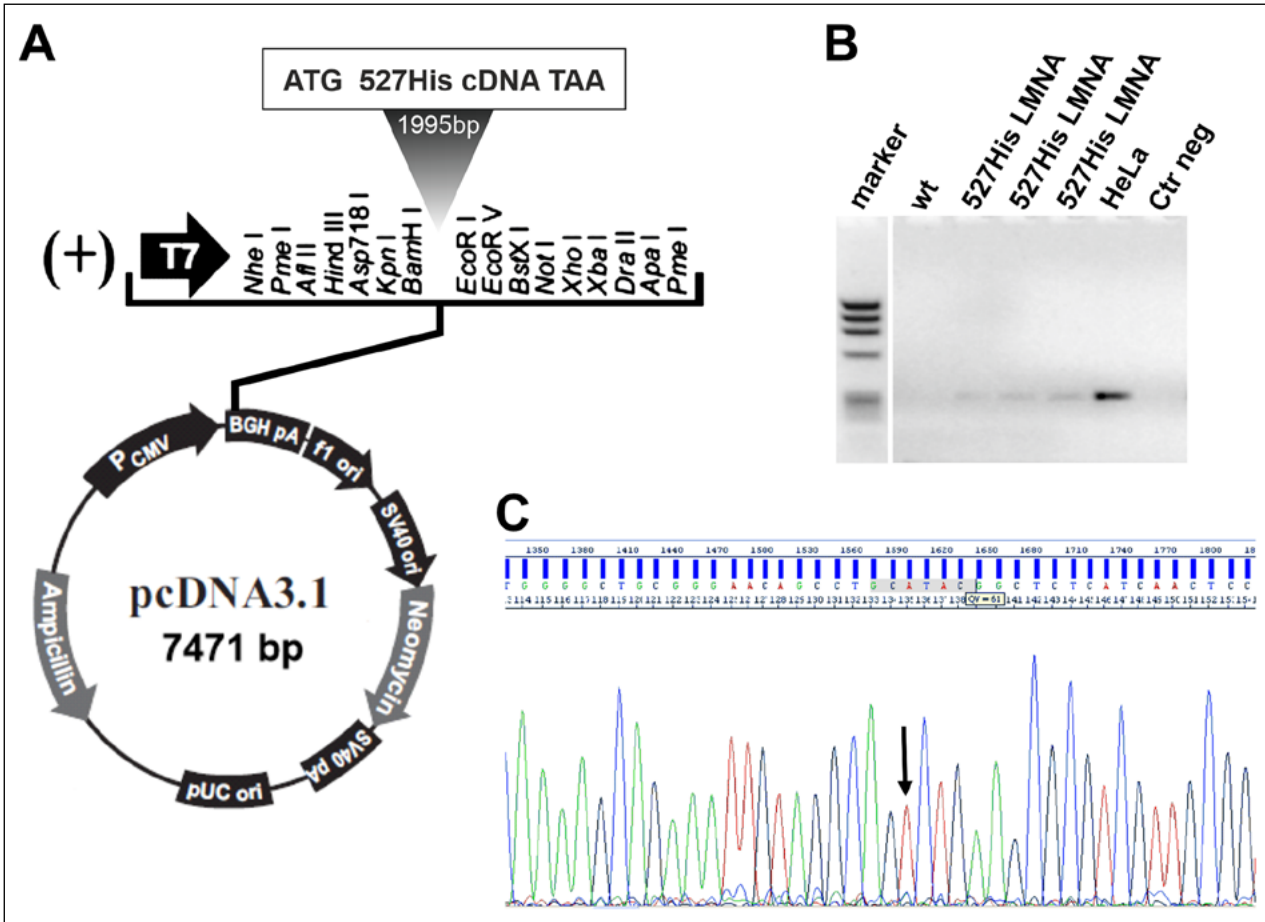 A
ATG 527His cDNA TAA
1995bp
(+)
T7
Nhe I
Pme I
Afl II
Hind III
Asp718 I
Kpn I
BamH I
EcoR I
EcoR V
BstX I
Not I
Xho I
Xba I
Dra II
Apa I
Pme I
PCMV
BGH pA
f1 ori
SV40 ori
Neomycin
SV40 pA
pUC ori
Ampicillin
pcDNA3.1
7471 bp
B
marker
wt
527His LMNA
527His LMNA
527His LMNA
HeLa
Ctr neg
C
1350 1380 1410 1440 1470 1500 1530 1560 1590 1620 1650 1680 1710 1740 1770 1800 18
T G G G G C T G C G G G A A C A G C C T G C A T A C G G C T C T C A T C A A C T C C
QV = 61